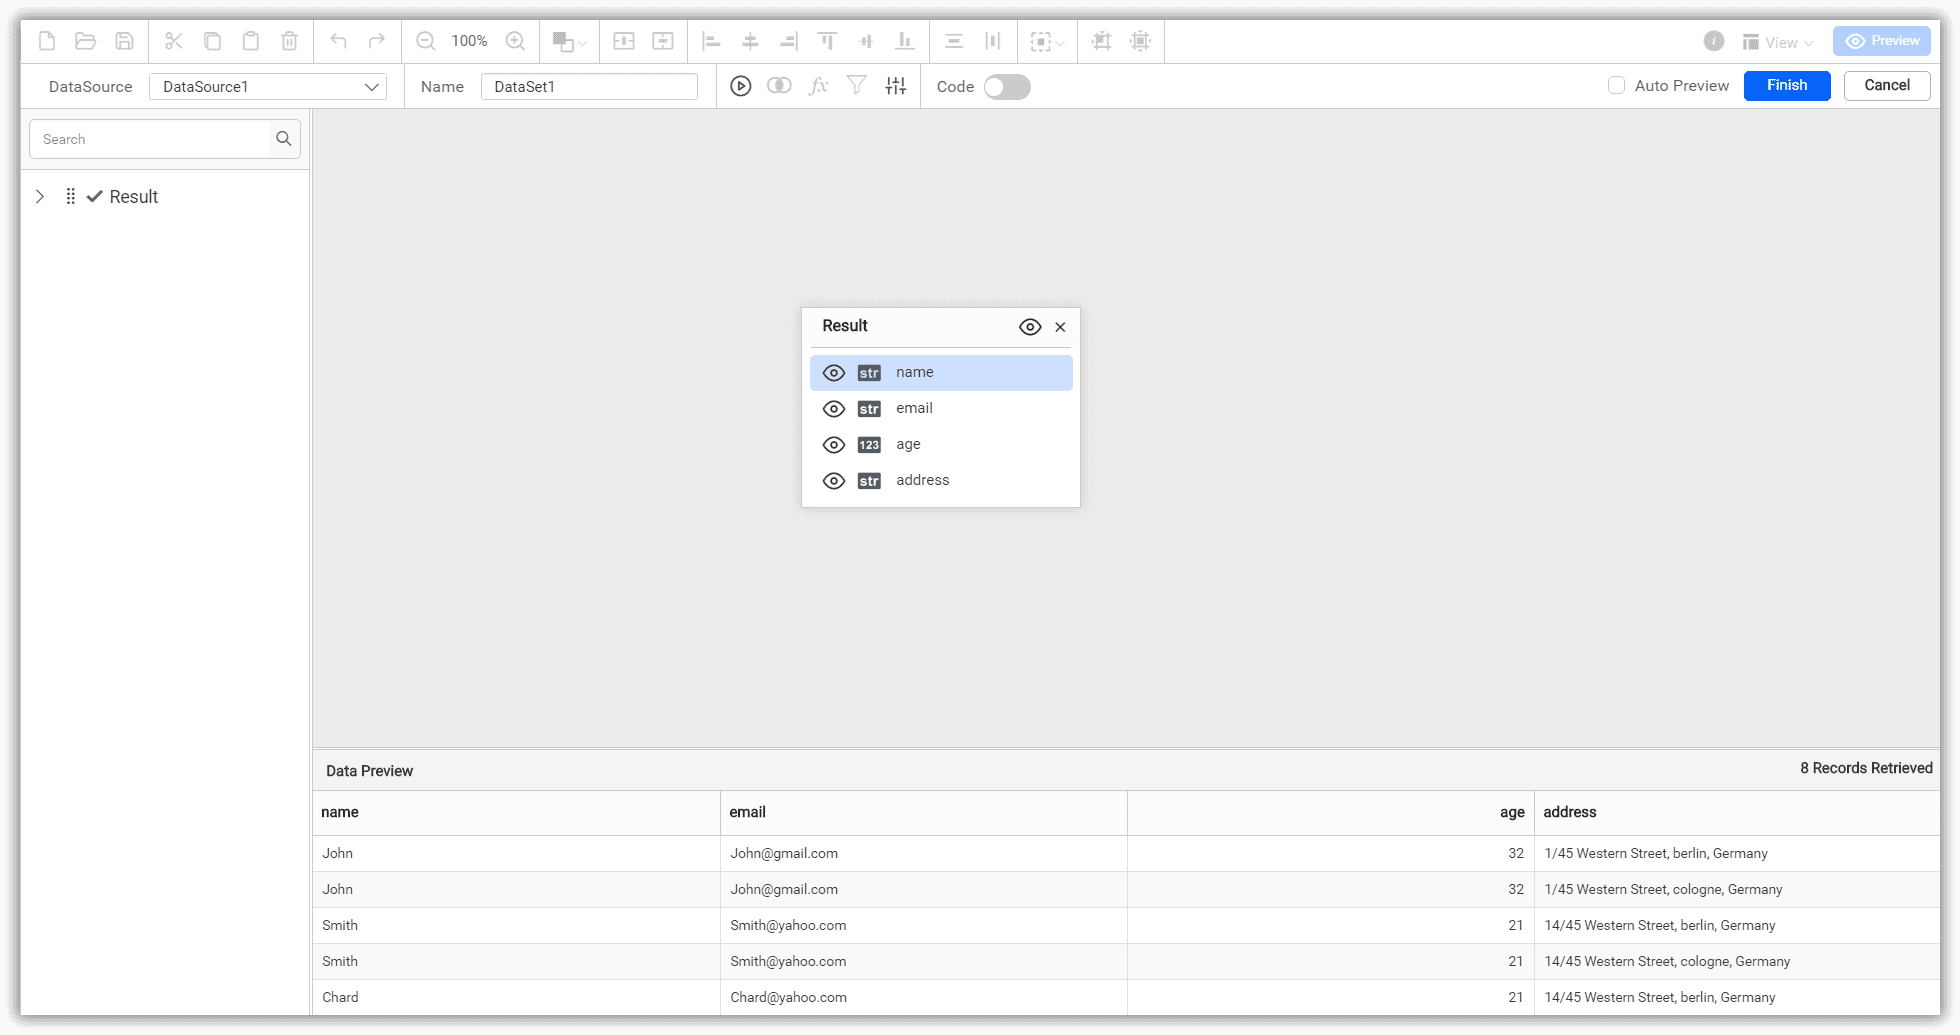 100%
View
Preview
DataSource
DataSource1
Name
DataSet1
Code
Auto Preview
Finish
Cancel
Search
Result
Result
str name
str email
123 age
str address
Data Preview
8 Records Retrieved
name email age address
John John@gmail.com 32 1/45 Western Street, berlin, Germany
John John@gmail.com 32 1/45 Western Street, cologne, Germany
Smith Smith@yahoo.com 21 14/45 Western Street, berlin, Germany
Smith Smith@yahoo.com 21 14/45 Western Street, cologne, Germany
Chard Chard@yahoo.com 21 14/45 Western Street, berlin, Germany